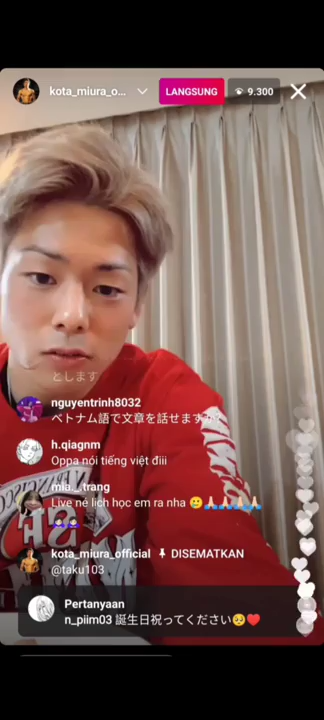 kota_miura_o...
LANGSUNG
9.300
とします
nguyentrinh8032
ベトナム語で文章を話せますか?
h.qiagnm
Oppa nói tiếng việt điii
mia._.trang
Live né lịch học em ra nha 🥲🙏🏻🙏🏻🙏🏻🙏🏻
kota_miura_official DISEMATKAN
@taku103
Pertanyaan
n_piim03 誕生日祝ってください🥺♥️